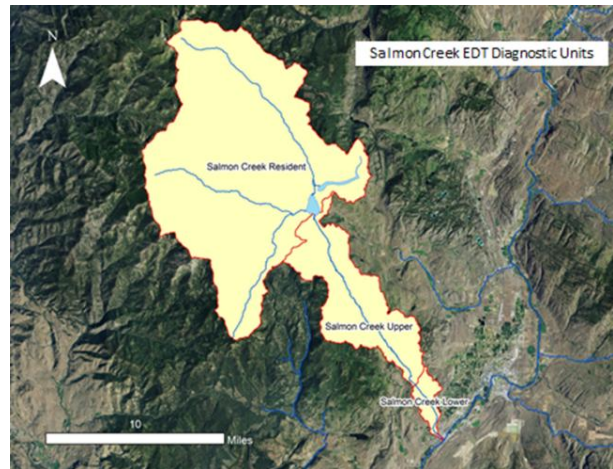 Salmon Creek EDT Diagnostic Units
N
Salmon Creek Resident
Salmon Creek Upper
Salmon Creek Lower
10
Miles